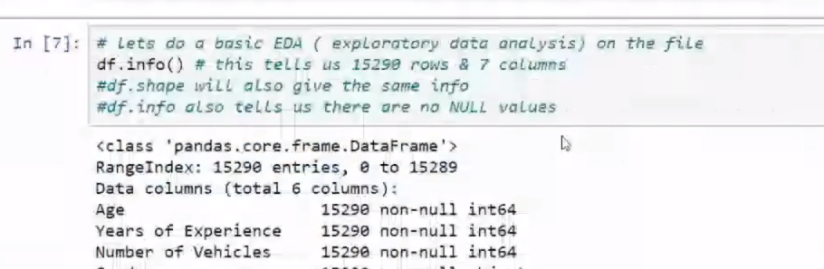 In [7]: # Lets do a basic EDA ( exploratory data analysis) on the file
df.info() # this tells us 15290 rows & 7 columns
#df.shape will also give the same info
#df.info also tells us there are no NULL values
<class 'pandas.core.frame.DataFrame'>
RangeIndex: 15290 entries, 0 to 15289
Data columns (total 6 columns):
Age 15290 non-null int64
Years of Experience 15290 non-null int64
Number of Vehicles 15290 non-null int64